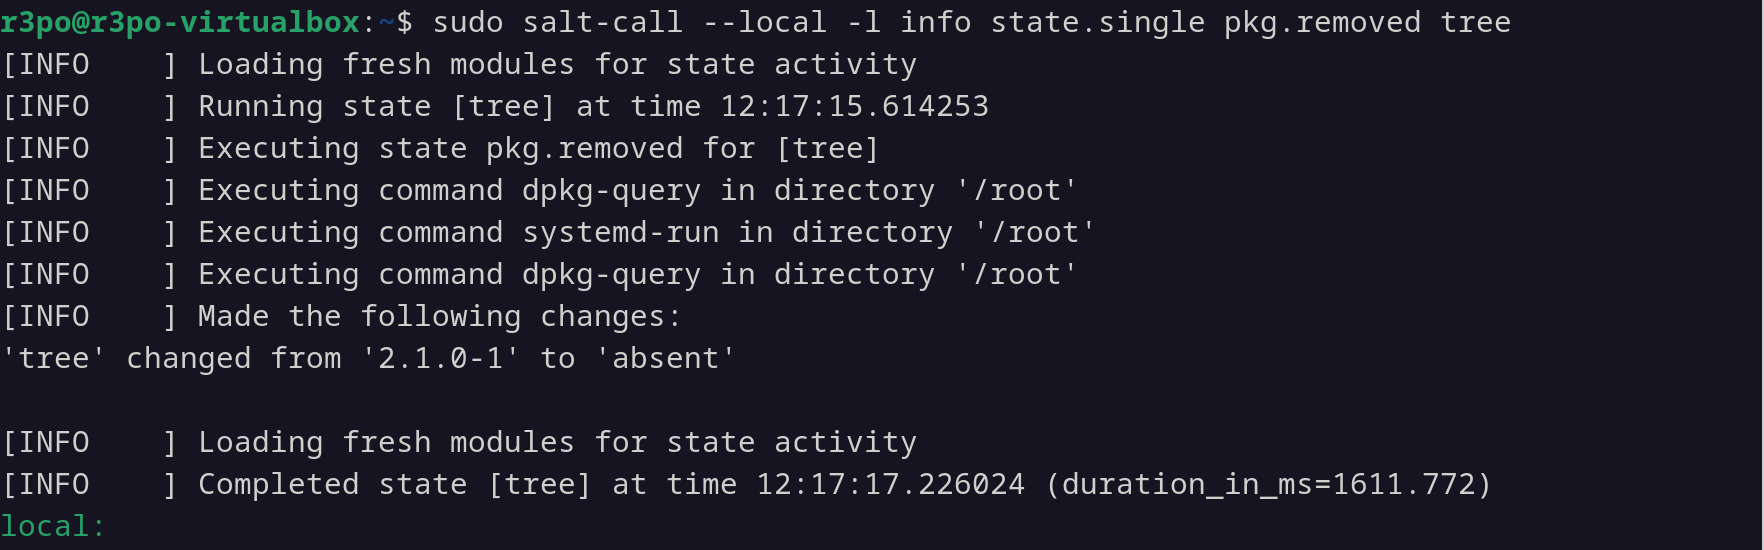 r3po@r3po-virtualbox:~$ sudo salt-call --local -l info state.single pkg.removed tree
[INFO    ] Loading fresh modules for state activity
[INFO    ] Running state [tree] at time 12:17:15.614253
[INFO    ] Executing state pkg.removed for [tree]
[INFO    ] Executing command dpkg-query in directory '/root'
[INFO    ] Executing command systemd-run in directory '/root'
[INFO    ] Executing command dpkg-query in directory '/root'
[INFO    ] Made the following changes:
'tree' changed from '2.1.0-1' to 'absent'

[INFO    ] Loading fresh modules for state activity
[INFO    ] Completed state [tree] at time 12:17:17.226024 (duration_in_ms=1611.772)
local: